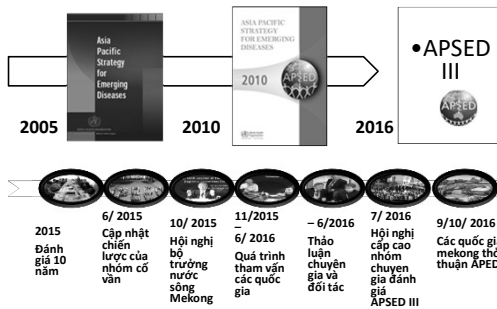 Asia
Pacific
Strategy
for
Emerging
Diseases
ASIA PACIFIC
STRATEGY
FOR EMERGING
DISEASES
2010
APSED
•APSED
III
APSED
2005
2010
2016
2015
Đánh
giá 10
năm
6/ 2015
Cập nhật
chiến
lược của
nhóm cố
vấn
10/ 2015
Hội nghị
bộ
trưởng
nước
sông
Mekong
11/2015
–
6/ 2016
Quá trình
tham vấn
các quốc
gia
– 6/2016
Thảo
luận
chuyên
gia và
đối tác
7/ 2016
Hội nghị
cấp cao
nhóm
chuyen
gia đánh
giá
APSED III
9/10/ 2016
Các quốc gia
mekong thỏ
thuận APED